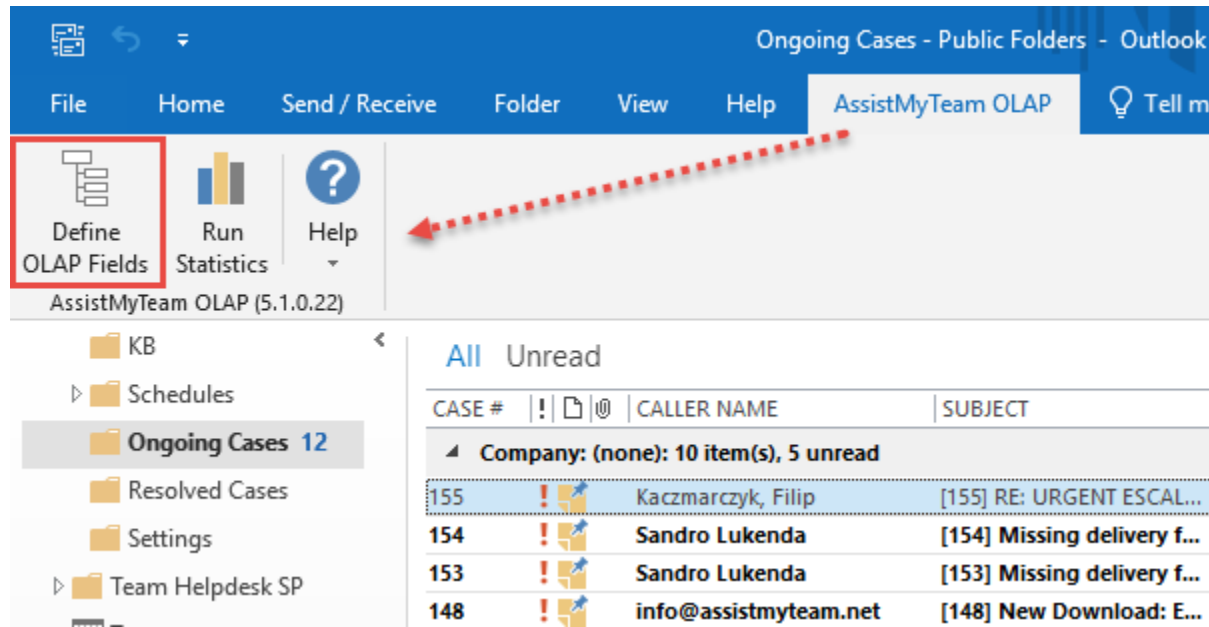 Ongoing Cases - Public Folders - Outlook
File Home Send / Receive Folder View Help AssistMyTeam OLAP Tell
Define OLAP Fields
Run Statistics
Help
AssistMyTeam OLAP (5.1.0.22)
KB
Schedules
Ongoing Cases 12
Resolved Cases
Settings
Team Helpdesk SP
All Unread
CASE # ! CALLER NAME SUBJECT
Company: (none): 10 item(s), 5 unread
155 ! Kaczmarczyk, Filip [155] RE: URGENT ESCAL...
154 ! Sandro Lukenda [154] Missing delivery f...
153 ! Sandro Lukenda [153] Missing delivery f...
148 ! info@assistmyteam.net [148] New Download: E...